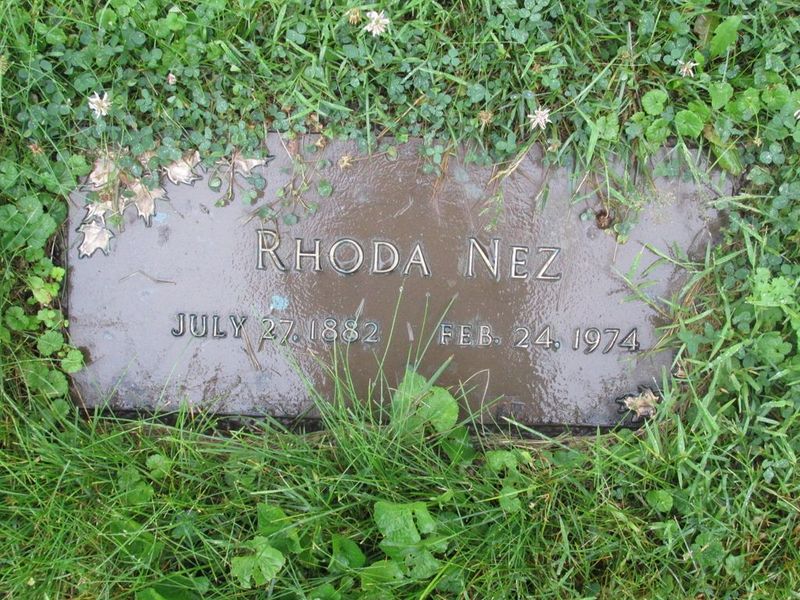 RHODA NEZ
JULY 27, 1882 FEB. 24, 1974